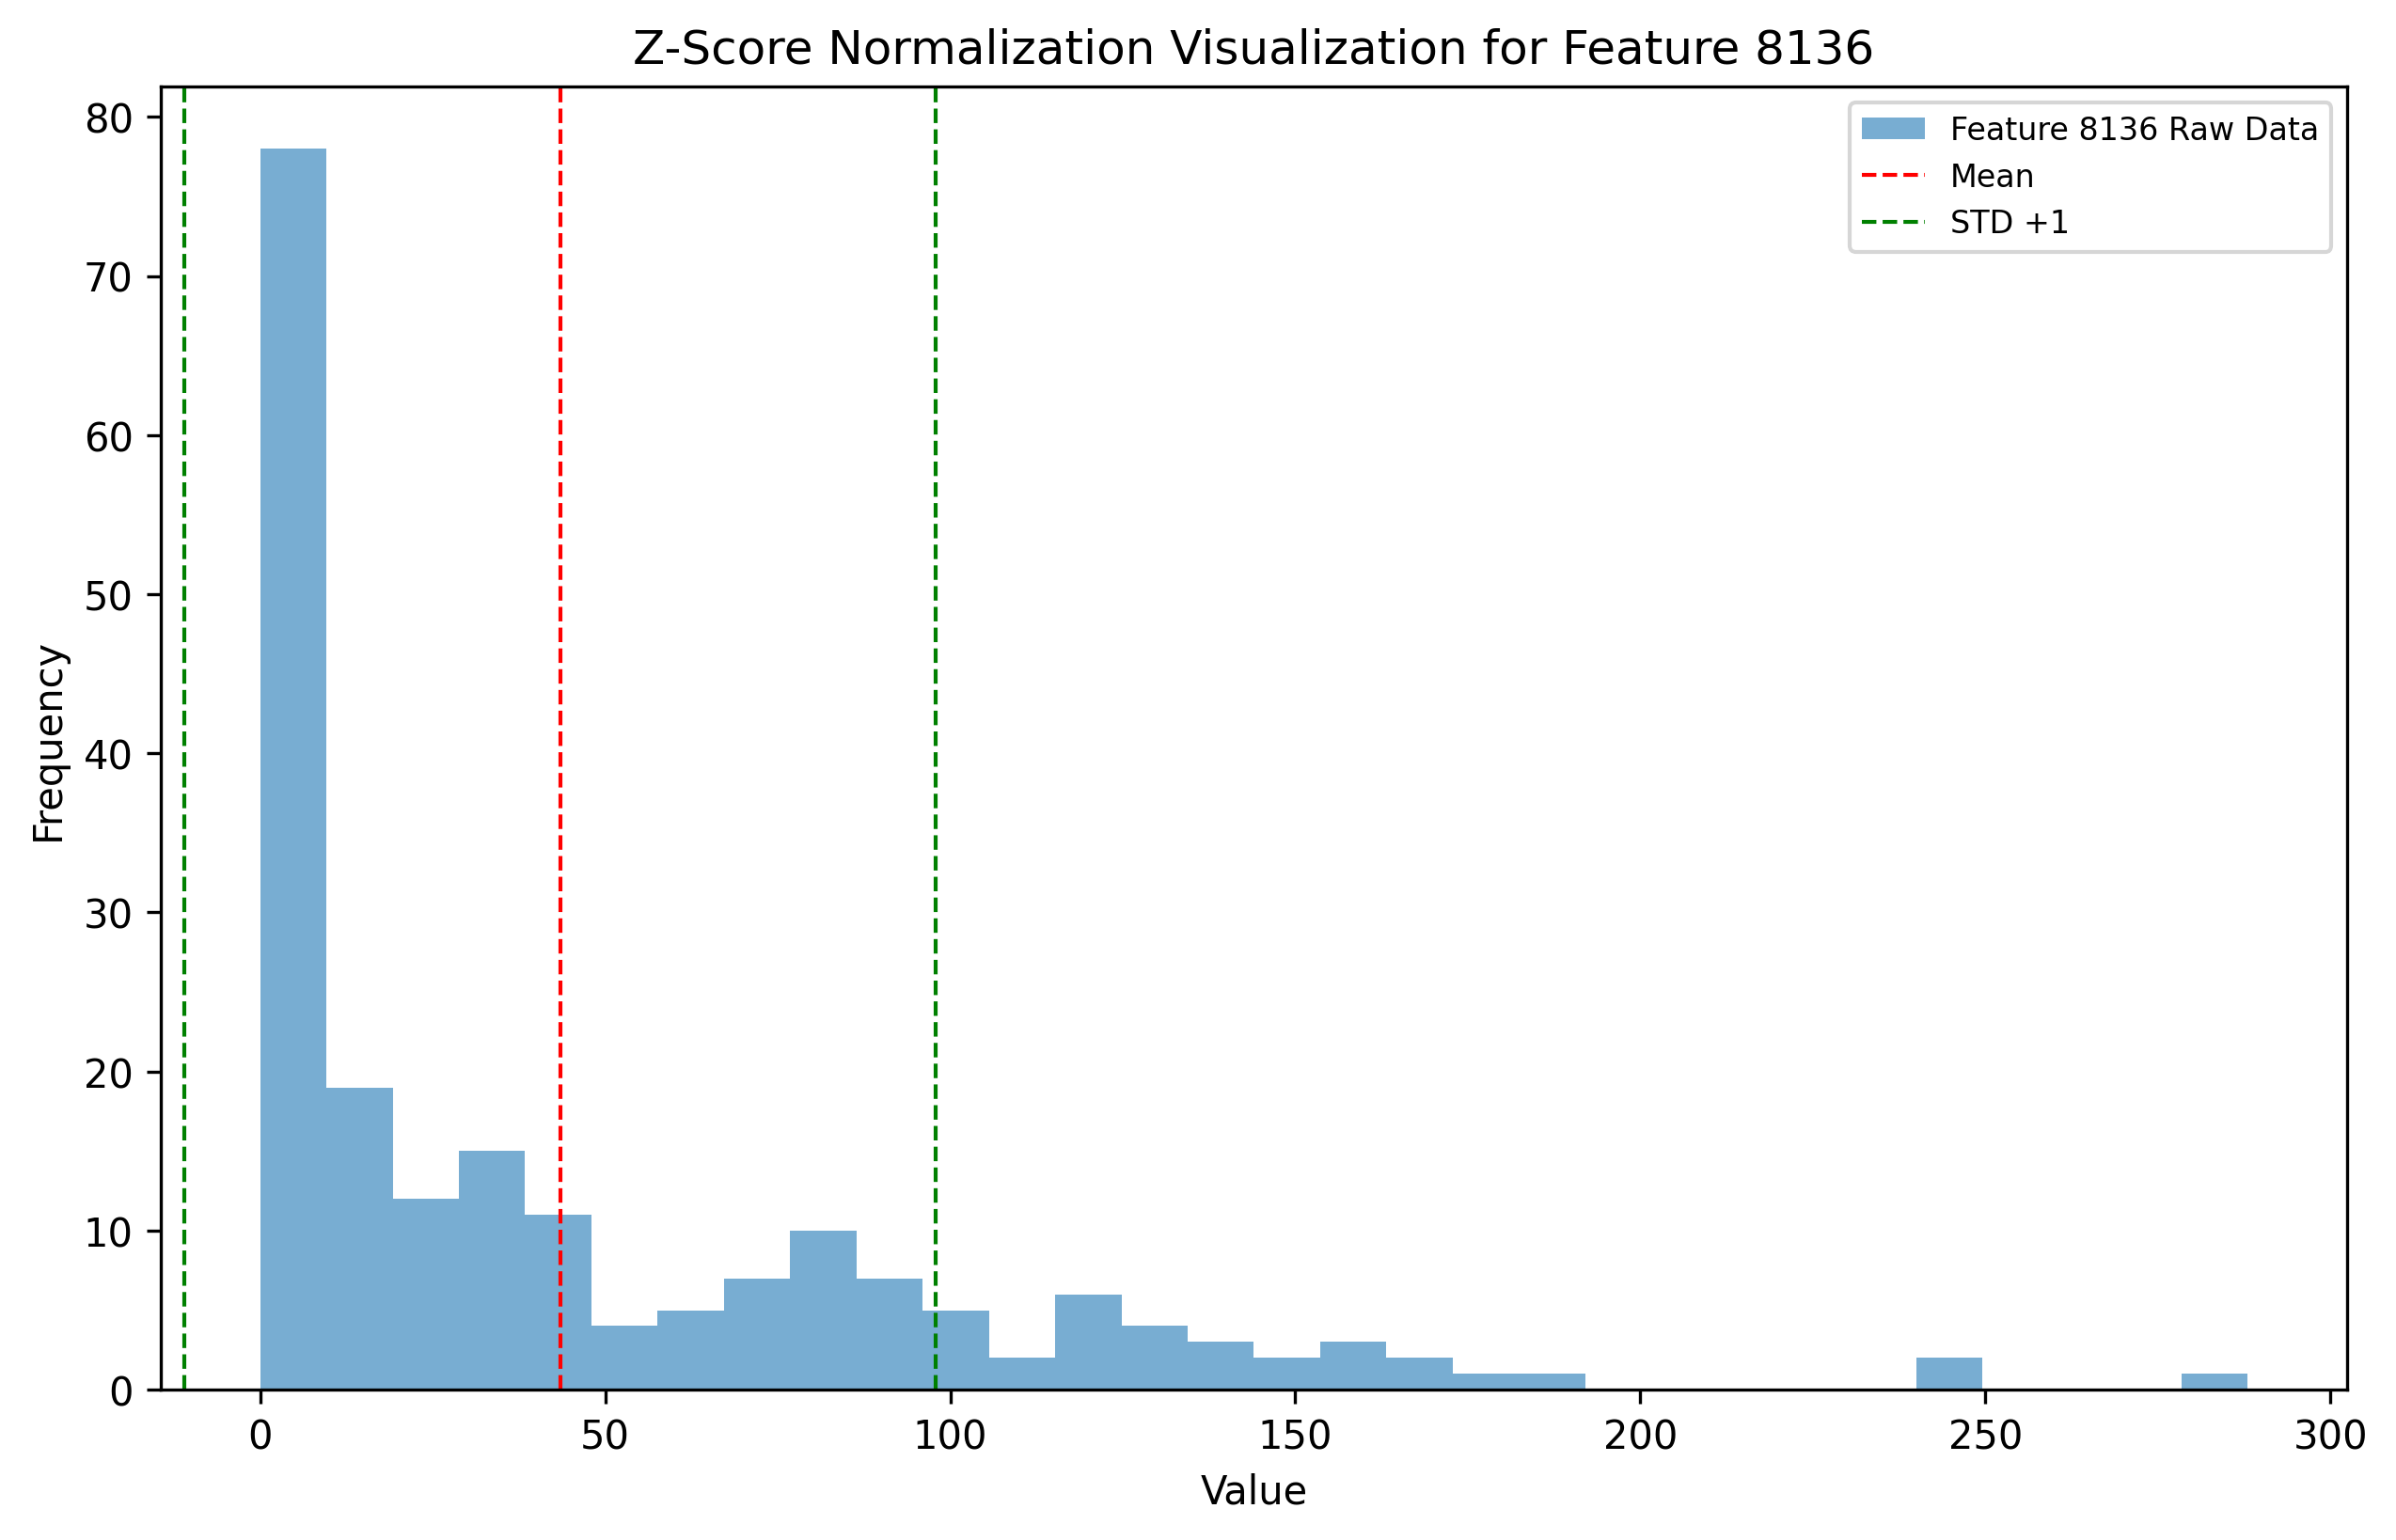 Z-Score Normalization Visualization for Feature 8136
Feature 8136 Raw Data
Mean
STD +1
Frequency
80
70
60
50
40
30
20
10
0
0 50 100 150 200 250 300
Value